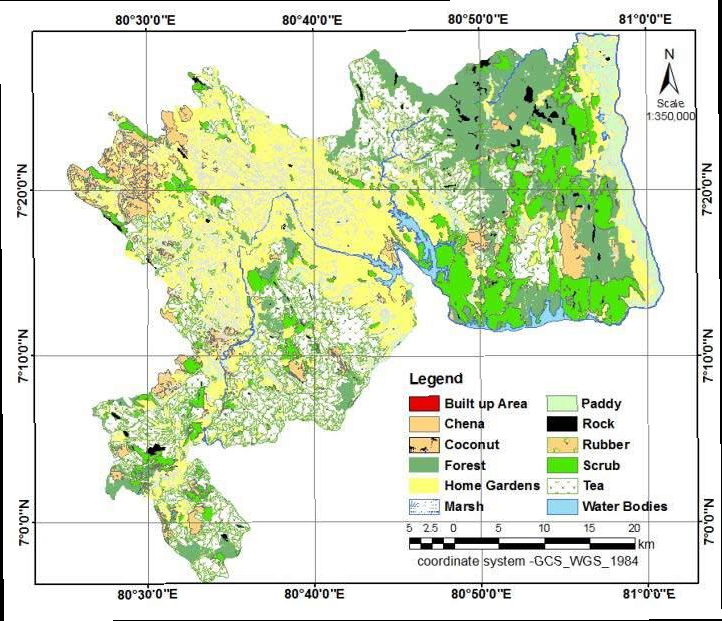 80°30'0"E 80°40'0"E 80°50'0"E 81°0'0"E
N
Scale
1:350,000
7°20'0"N 7°20'0"N
7°10'0"N 7°10'0"N
7°0'0"N 7°0'0"N
Legend
Built up Area Paddy
Chena Rock
Coconut Rubber
Forest Scrub
Home Gardens Tea
Marsh Water Bodies
5 2.5 0 5 10 15 20
km
coordinate system -GCS_WGS_1984
80°30'0"E 80°40'0"E 80°50'0"E 81°0'0"E